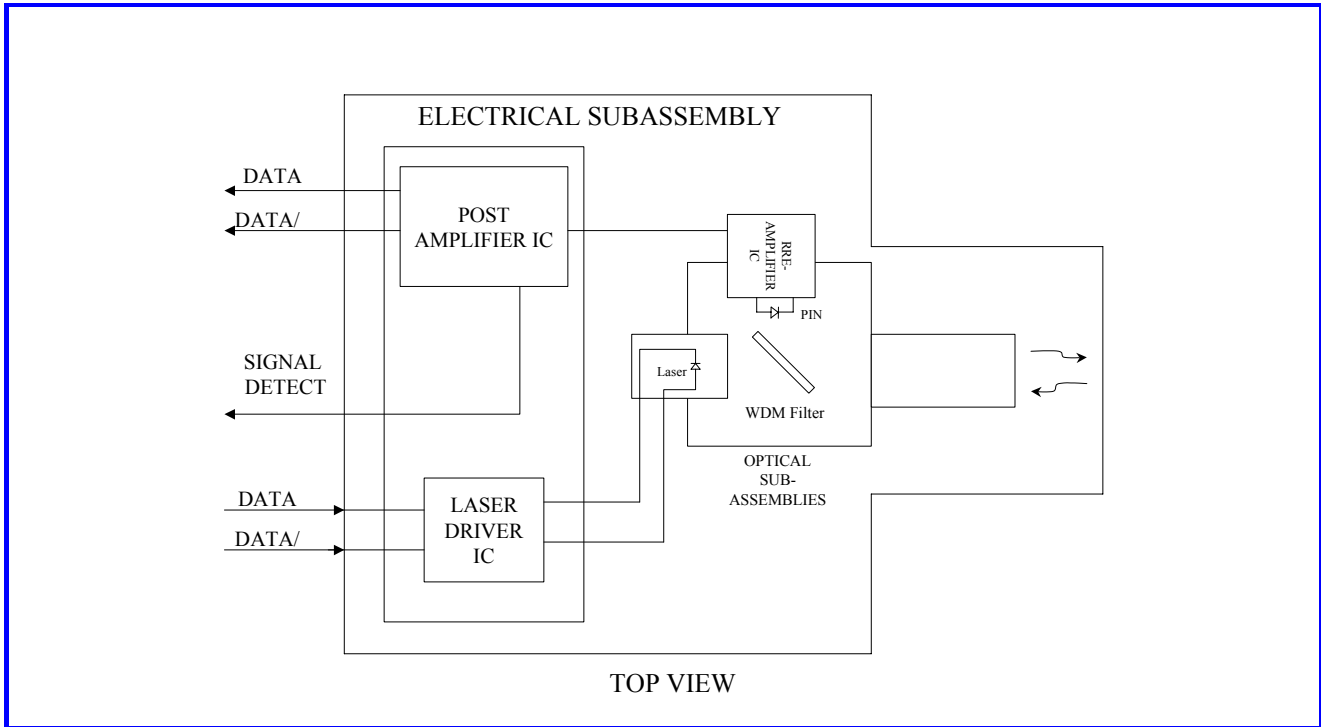 ELECTRICAL SUBASSEMBLY
DATA
DATA/
POST
AMPLIFIER IC
RRE-
AMPLIFIER
IC
PIN
SIGNAL
DETECT
Laser
WDM Filter
OPTICAL
SUB-
ASSEMBLIES
DATA
DATA/
LASER
DRIVER
IC
TOP VIEW